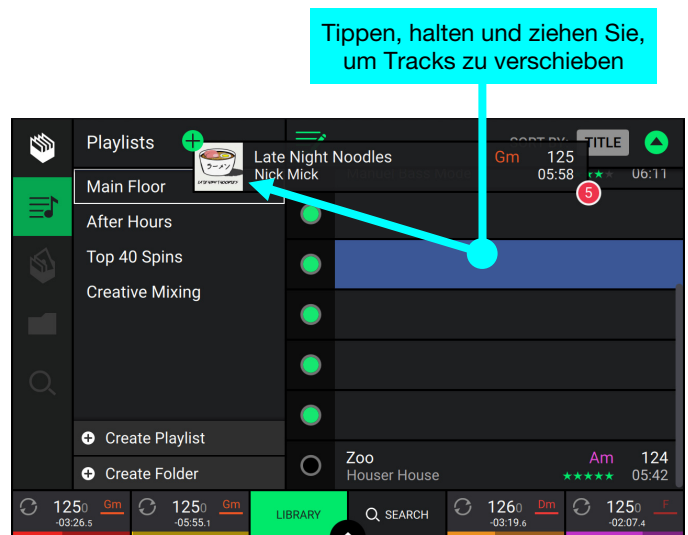 Tippen, halten und ziehen Sie,
um Tracks zu verschieben
Playlists
TITLE
Late Night Noodles
Gm 125
Nick Mick
05:58
06:11
5
Main Floor
After Hours
Top 40 Spins
Creative Mixing
Create Playlist
Create Folder
Zoo
Am 124
Houser House
★★★★★ 05:42
1250 Gm
-03:26.5
1250 Gm
-05:55.1
LIBRARY
SEARCH
1260 Dm
-03:19.6
1250 F
-02:07.4